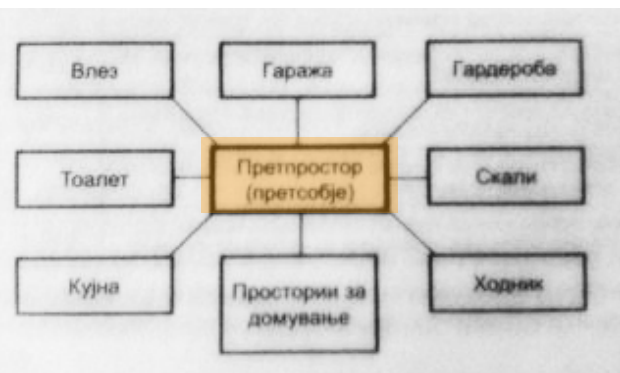 Влез
Гаража
Гардероба
Тоалет
Претпростор
(претсобје)
Скали
Кујна
Простории за
домување
Ходник